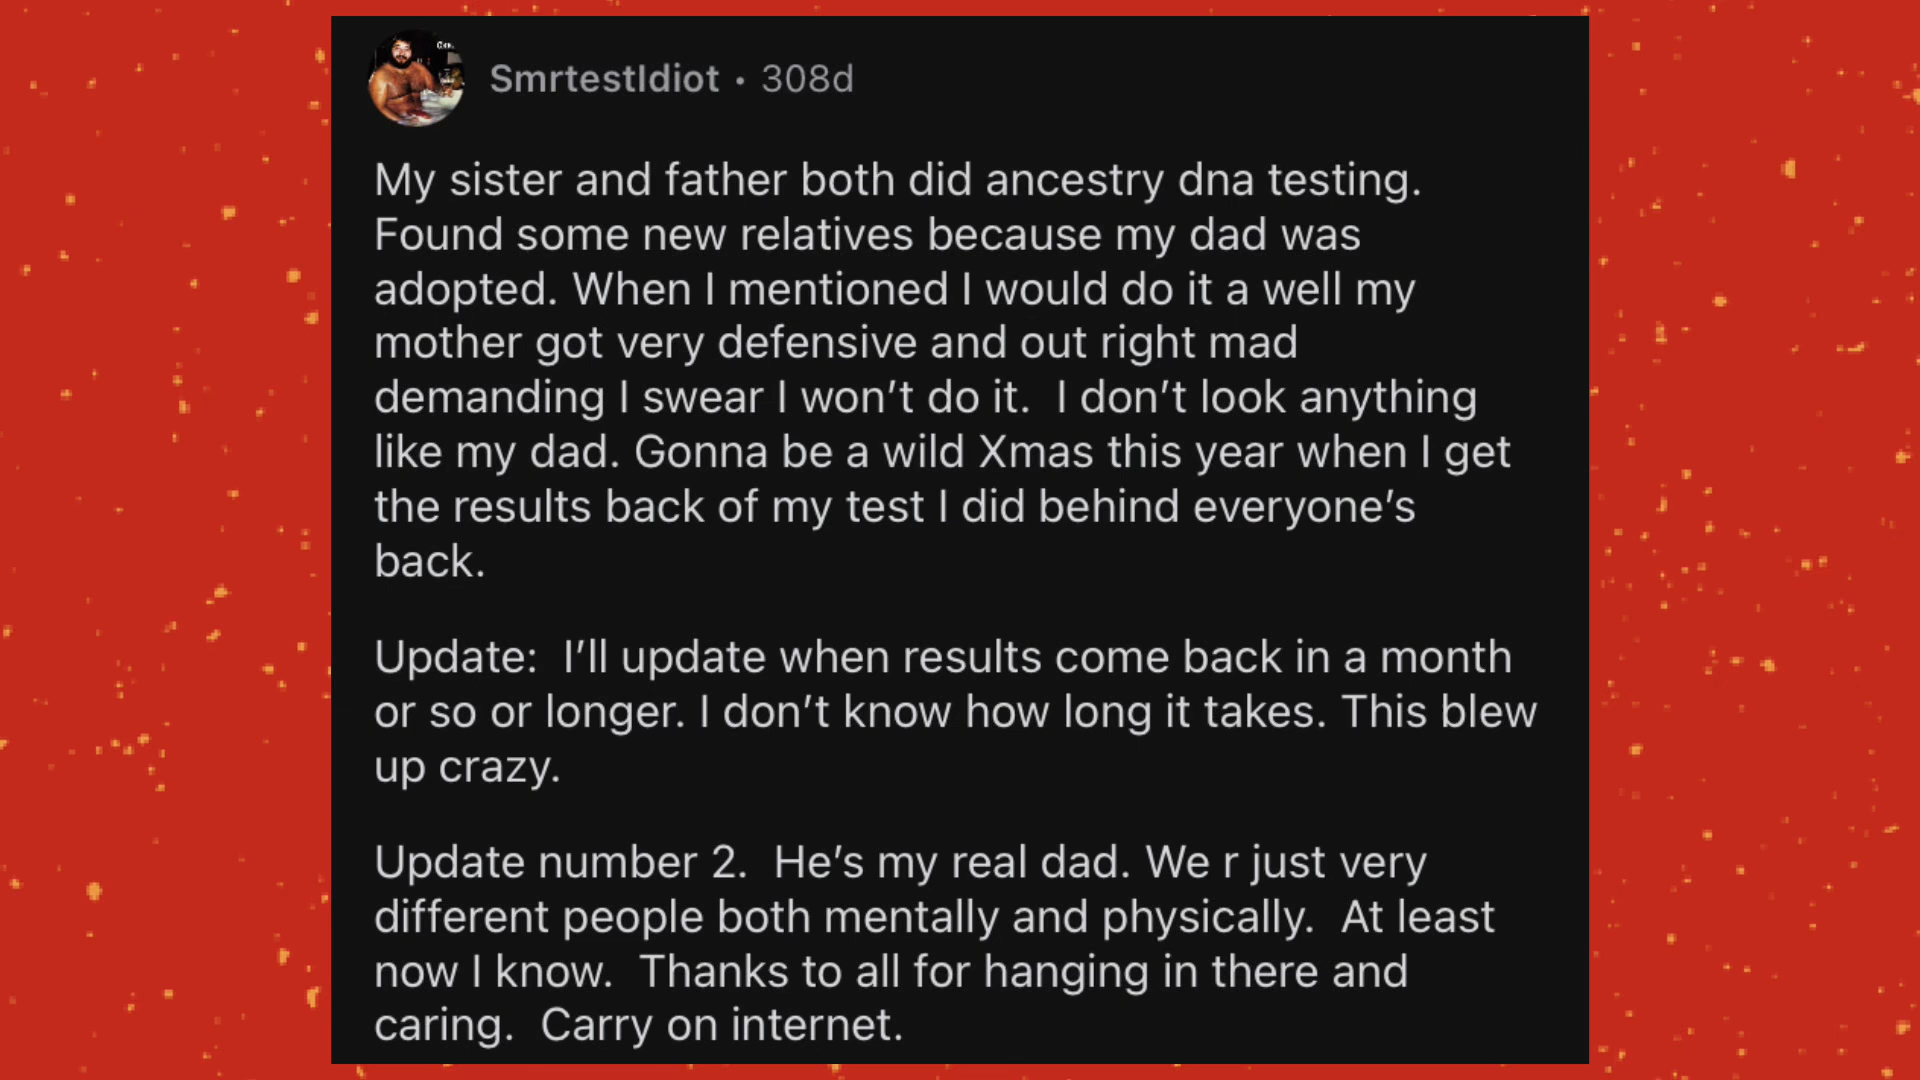 SmrtestIdiot • 308d
My sister and father both did ancestry dna testing.
Found some new relatives because my dad was
adopted. When I mentioned I would do it a well my
mother got very defensive and out right mad
demanding I swear I won’t do it.  I don’t look anything
like my dad. Gonna be a wild Xmas this year when I get
the results back of my test I did behind everyone’s
back.
Update:  I’ll update when results come back in a month
or so or longer. I don’t know how long it takes. This blew
up crazy.
Update number 2.  He’s my real dad. We r just very
different people both mentally and physically.  At least
now I know.  Thanks to all for hanging in there and
caring.  Carry on internet.